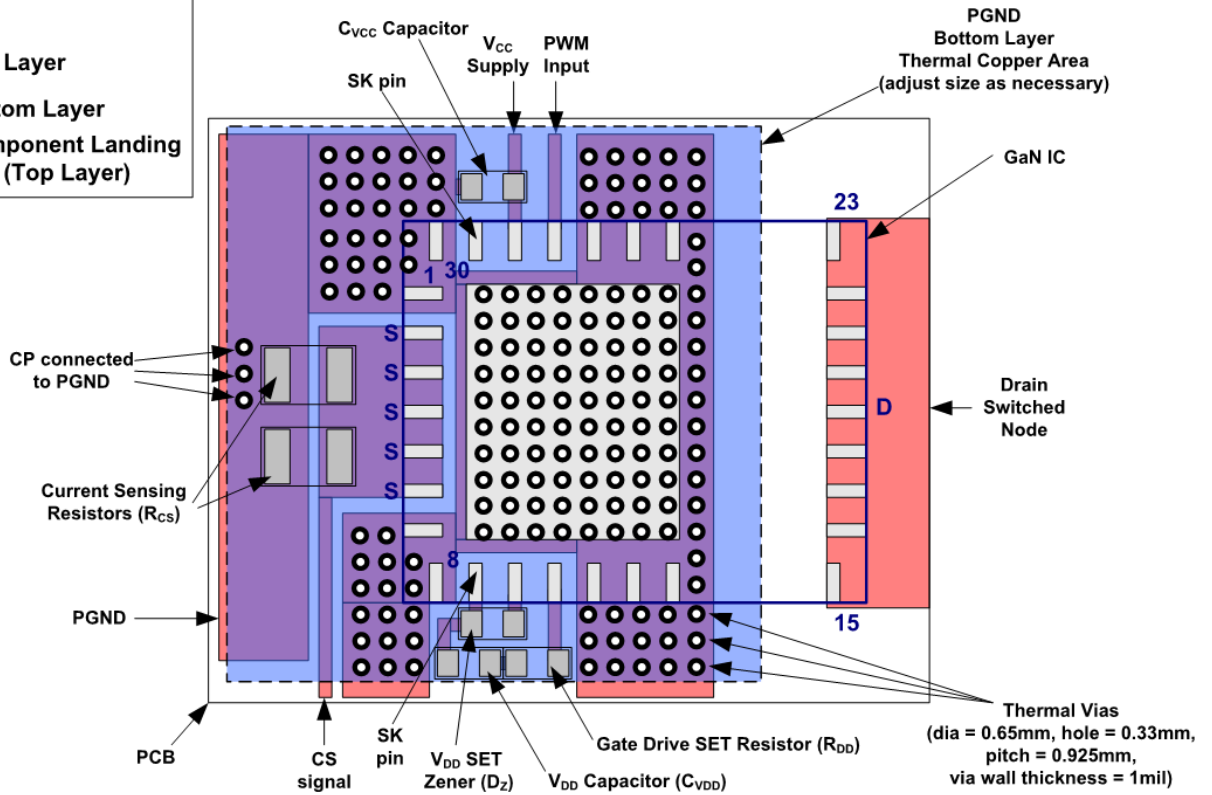 Layer
tom Layer
nponent Landing
(Top Layer)
CVCC Capacitor
SK pin
VCC
Supply
PWM
Input
PGND
Bottom Layer
Thermal Copper Area
(adjust size as necessary)
GaN IC
23
1
30
S
S
S
S
S
D
8
15
CP connected
to PGND
Current Sensing
Resistors (RCS)
Drain
Switched
Node
PGND
PCB
CS
signal
SK
pin
VDD SET
Zener (DZ)
VDD Capacitor (CVDD)
Gate Drive SET Resistor (RDD)
Thermal Vias
(dia = 0.65mm, hole = 0.33mm,
pitch = 0.925mm,
via wall thickness = 1mil)